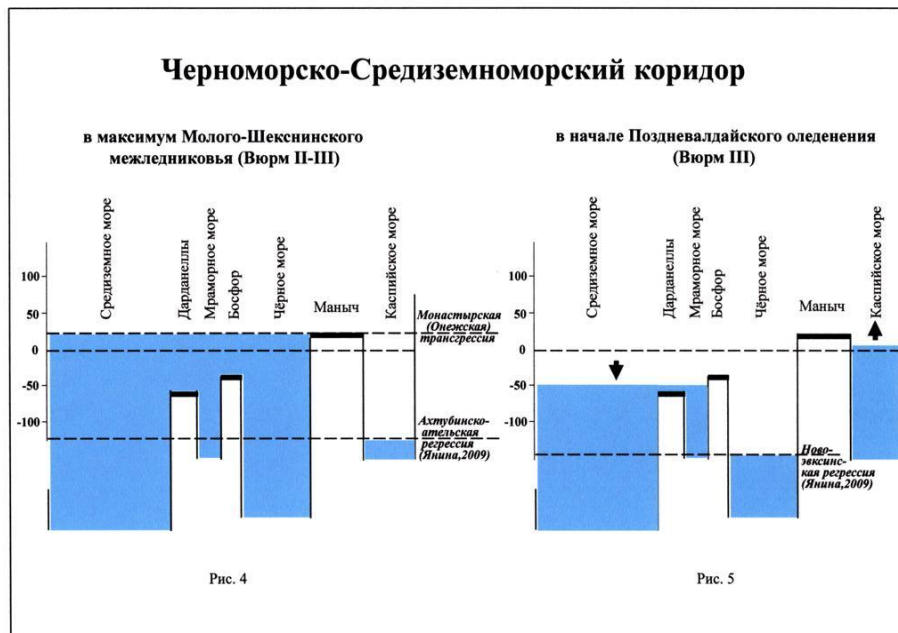 Черноморско-Средиземноморский коридор
в максимум Молого-Шекснинского
межледниковья (Вюрм II-III)
Средиземное море
Дарданеллы
Мраморное море
Босфор
Чёрное море
Маныч
Каспийское море
100
50
0
-50
-100
Монастырская
(Онежская)
трансгрессия
Ахтубинско-
ательская
регрессия
(Янина,2009)
Рис. 4
в начале Поздневалдайского оледенения
(Вюрм III)
Средиземное море
Дарданеллы
Мраморное море
Босфор
Чёрное море
Маныч
Каспийское море
100
50
0
-50
-100
Ново-
эвксинс-
кая регрессия
(Янина,2009)
Рис. 5